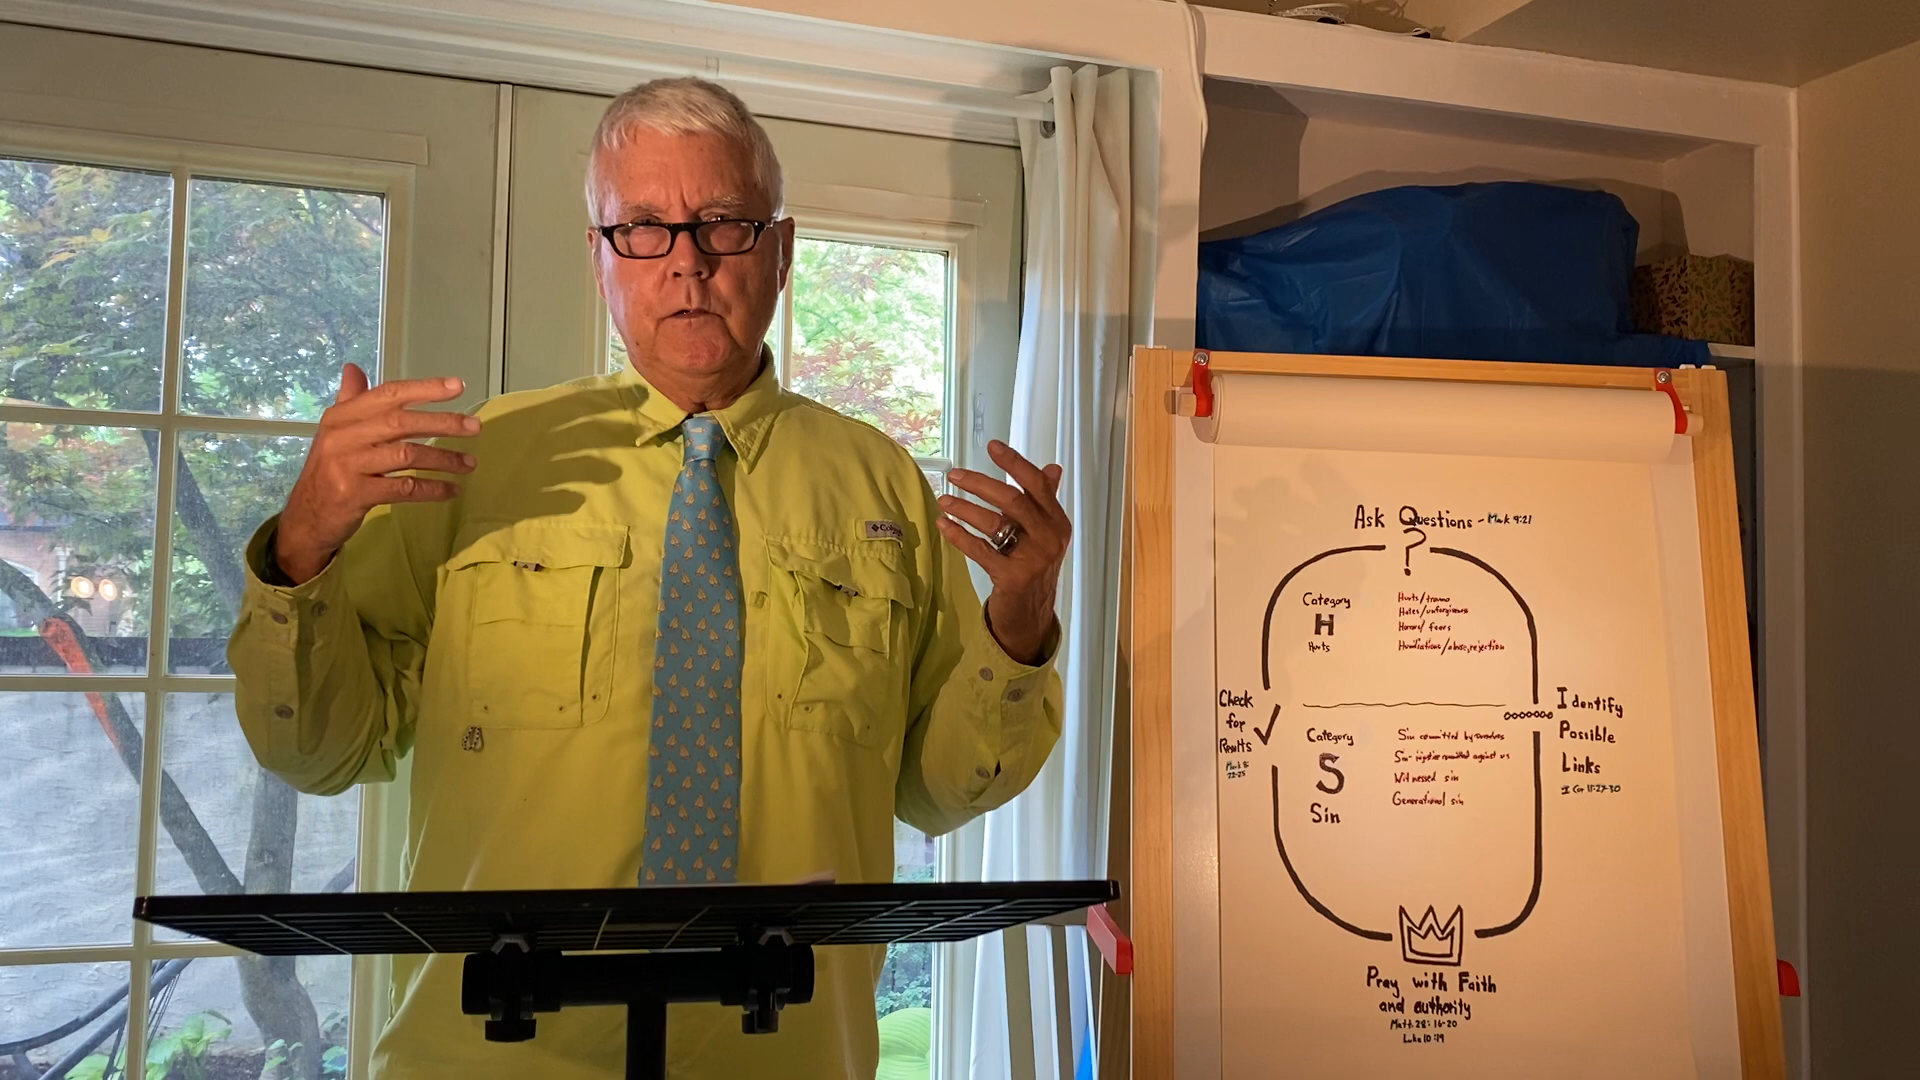 Ask Questions - Mark 9:21
?
Category
H
Hurts
Hurts/trauma
Hates/unforgiveness
Horrors/ fears
Humiliations/abuse, rejection
Check
for
Results
Mark 8:
22-25
Identify
Possible
Links
I Cor 11:27-30
Category
S
Sin
Sin committed by ourselves
Sin- committed against us
Witnessed sin
Generational sin
Pray with Faith
and authority
Matt. 28: 16-20
Luke 10:19